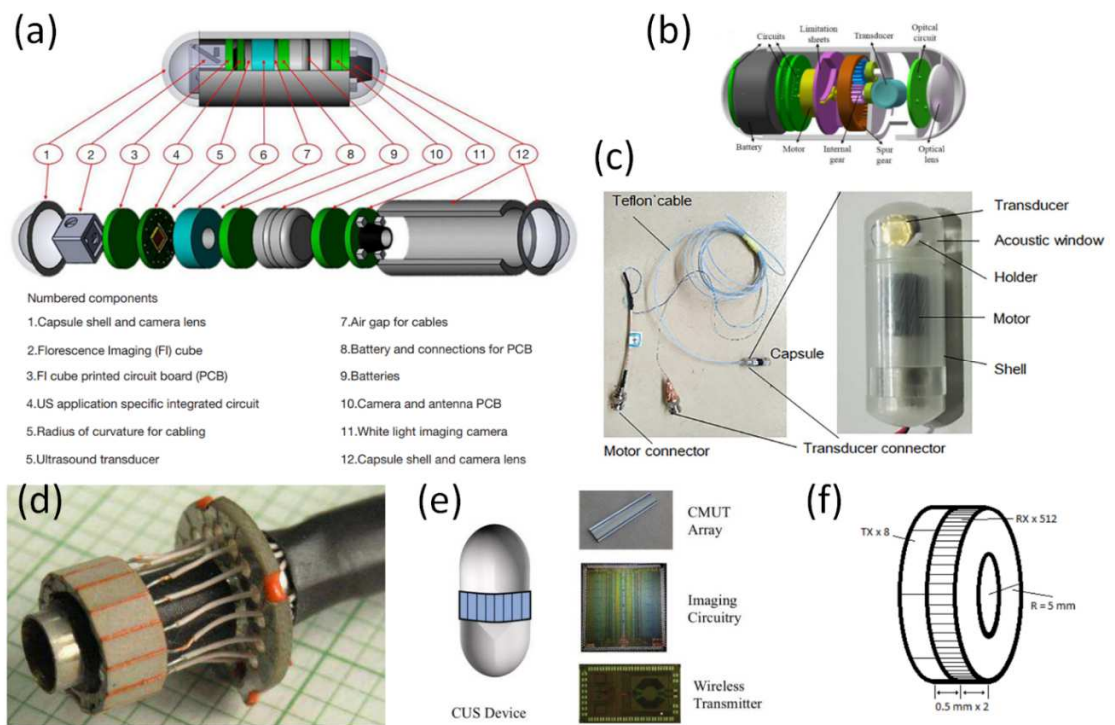 (a)
1 2 3 4 5 6 7 8 9 10 11 12
Numbered components
1.Capsule shell and camera lens
2.Florescence Imaging (FI) cube
3.FI cube printed circuit board (PCB)
4.US application specific integrated circuit
5.Radius of curvature for cabling
5.Ultrasound transducer
7.Air gap for cables
8.Battery and connections for PCB
9.Batteries
10.Camera and antenna PCB
11.White light imaging camera
12.Capsule shell and camera lens
(b)
Circuits
Limitation
sheets
Transducer
Opitcal
circuit
Battery
Motor
Internal
gear
Spur
gear
Optical
lens
(c)
Teflon cable
Capsule
Motor connector
Transducer connector
Transducer
Acoustic window
Holder
Motor
Shell
(d)
(e)
CUS Device
CMUT
Array
Imaging
Circuitry
Wireless
Transmitter
(f)
TX x 8
RX x 512
R = 5 mm
0.5 mm x 2